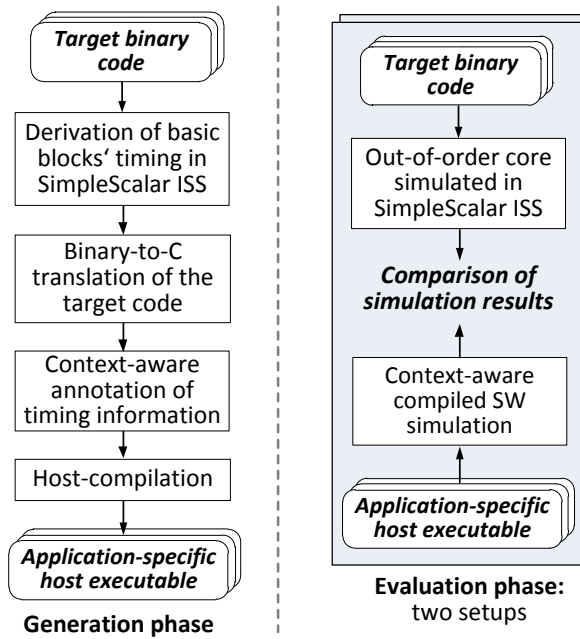 Target binary
code
Derivation of basic
blocks‘ timing in
SimpleScalar ISS
Binary-to-C
translation of the
target code
Context-aware
annotation of
timing information
Host-compilation
Application-specific
host executable
Generation phase
Target binary
code
Out-of-order core
simulated in
SimpleScalar ISS
Comparison of
simulation results
Context-aware
compiled SW
simulation
Application-specific
host executable
Evaluation phase:
two setups